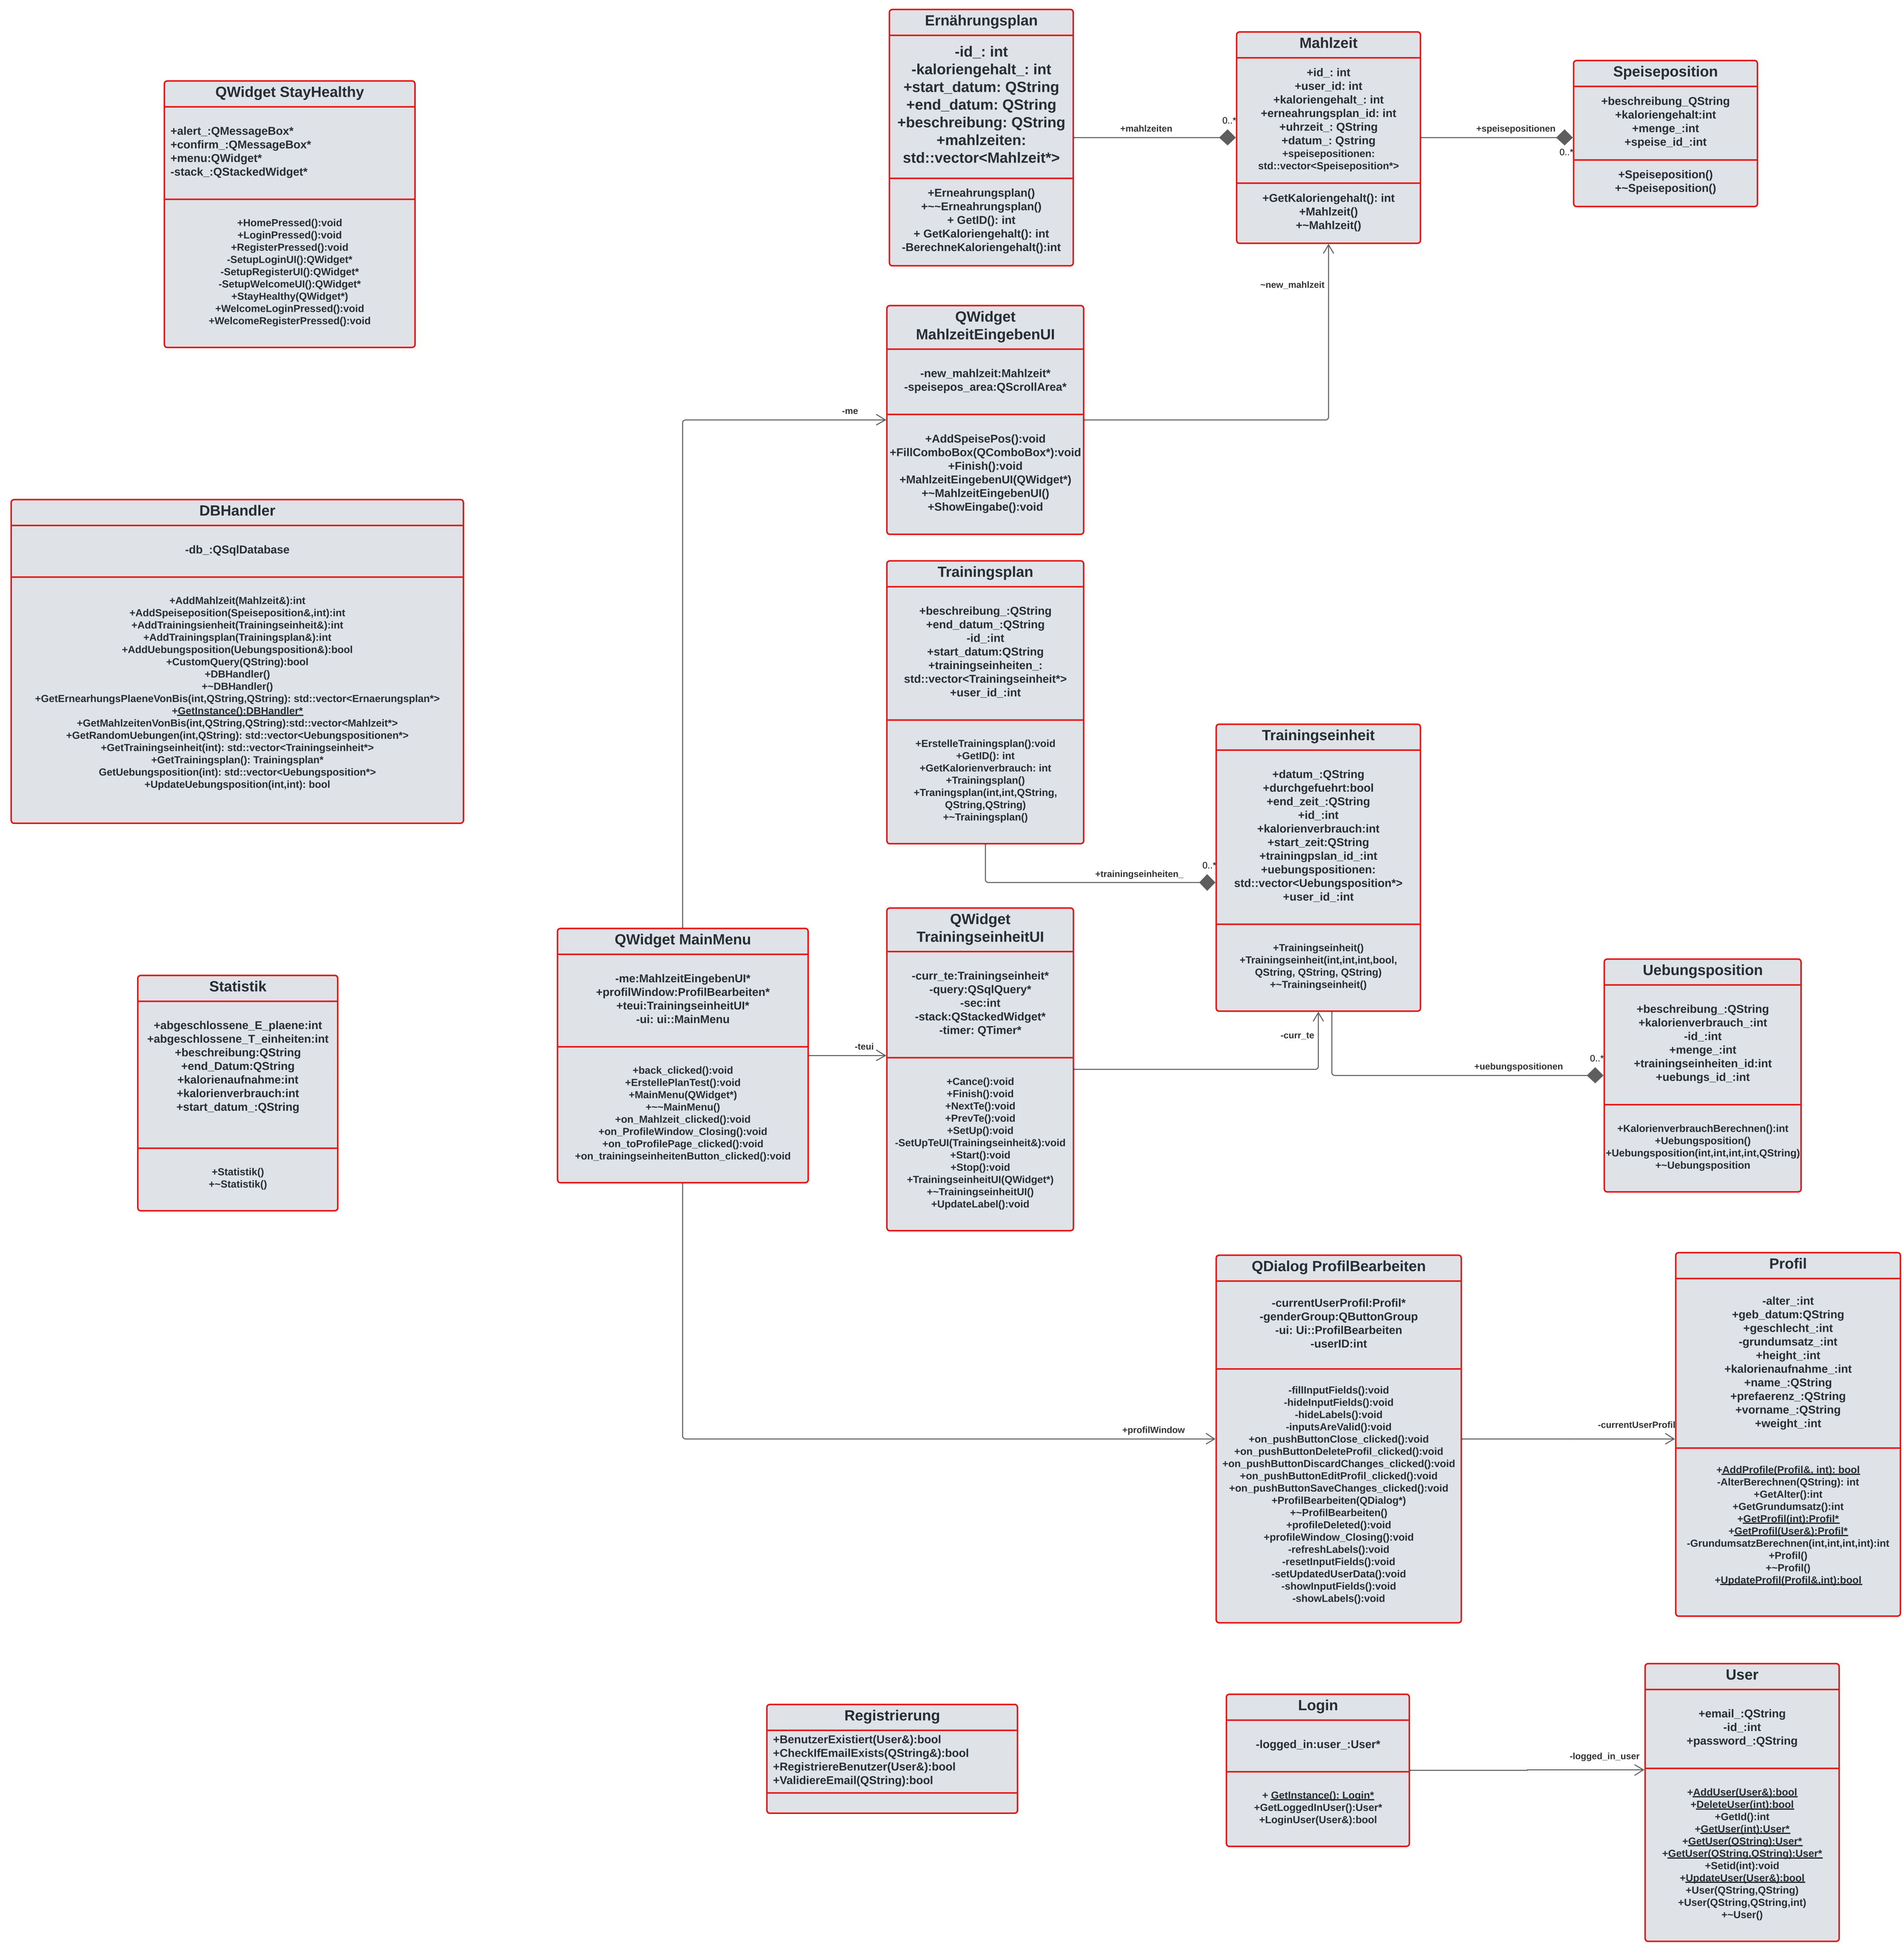 Ernährungsplan
-id_: int
-kaloriengehalt_: int
+start_datum: QString
+end_datum: QString
+beschreibung: QString
+mahlzeiten:
std::vector<Mahlzeit*>
+Erneahrungsplan()
+~~Erneahrungsplan()
+ GetID(): int
+ GetKaloriengehalt(): int
-BerechneKaloriengehalt():int
+mahlzeiten
0..*
Mahlzeit
+id_: int
+user_id: int
+kaloriengehalt_: int
+erneahrungsplan_id: int
+uhrzeit_: QString
+datum_: Qstring
+speisepositionen:
std::vector<Speiseposition*>
+GetKaloriengehalt(): int
+Mahlzeit()
+~Mahlzeit()
+speisepositionen
0..*
Speiseposition
+beschreibung_QString
+kaloriengehalt:int
+menge_:int
+speise_id_:int
+Speiseposition()
+~Speiseposition()
QWidget StayHealthy
+alert_:QMessageBox*
+confirm_:QMessageBox*
+menu:QWidget*
-stack_:QStackedWidget*
+HomePressed():void
+LoginPressed():void
+RegisterPressed():void
-SetupLoginUI():QWidget*
-SetupRegisterUI():QWidget*
-SetupWelcomeUI():QWidget*
+StayHealthy(QWidget*)
+WelcomeLoginPressed():void
+WelcomeRegisterPressed():void
~new_mahlzeit
QWidget
MahlzeitEingebenUI
-new_mahlzeit:Mahlzeit*
-speisepos_area:QScrollArea*
+AddSpeisePos():void
+FillComboBox(QComboBox*):void
+Finish():void
+MahlzeitEingebenUI(QWidget*)
+~MahlzeitEingebenUI()
+ShowEingabe():void
-me
DBHandler
-db_:QSqlDatabase
+AddMahlzeit(Mahlzeit&):int
+AddSpeiseposition(Speiseposition&,int):int
+AddTrainingsienheit(Trainingseinheit&):int
+AddTrainingsplan(Trainingsplan&):int
+AddUebungsposition(Uebungsposition&):bool
+CustomQuery(QString):bool
+DBHandler()
+~DBHandler()
+GetErnearhungsPlaeneVonBis(int,QString,QString): std::vector<Ernaerungsplan*>
+GetInstance():DBHandler*
+GetMahlzeitenVonBis(int,QString,QString):std::vector<Mahlzeit*>
+GetRandomUebungen(int,QString): std::vector<Uebungspositionen*>
+GetTrainingseinheit(int): std::vector<Trainingseinheit*>
+GetTrainingsplan(): Trainingsplan*
GetUebungsposition(int): std::vector<Uebungsposition*>
+UpdateUebungsposition(int,int): bool
Trainingsplan
+beschreibung_:QString
+end_datum_:QString
-id_:int
+start_datum:QString
+trainingseinheiten_:
std::vector<Trainingseinheit*>
+user_id_:int
+ErstelleTrainingsplan():void
+GetID(): int
+GetKalorienverbrauch: int
+Trainingsplan()
+Traningsplan(int,int,QString,
QString,QString)
+~Trainingsplan()
+trainingseinheiten_
0..*
Trainingseinheit
+datum_:QString
+durchgefuehrt:bool
+end_zeit_:QString
+id_:int
+kalorienverbrauch:int
+start_zeit:QString
+trainingpslan_id_:int
+uebungspositionen:
std::vector<Uebungsposition*>
+user_id_:int
+Trainingseinheit()
+Trainingseinheit(int,int,int,bool,
QString, QString, QString)
+~Trainingseinheit()
QWidget MainMenu
-me:MahlzeitEingebenUI*
+profilWindow:ProfilBearbeiten*
+teui:TrainingseinheitUI*
-ui: ui::MainMenu
+back_clicked():void
+ErstellePlanTest():void
+MainMenu(QWidget*)
+~~MainMenu()
+on_Mahlzeit_clicked():void
+on_ProfileWindow_Closing():void
+on_toProfilePage_clicked():void
+on_trainingseinheitenButton_clicked():void
-teui
QWidget
TrainingseinheitUI
-curr_te:Trainingseinheit*
-query:QSqlQuery*
-sec:int
-stack:QStackedWidget*
-timer: QTimer*
+Cance():void
+Finish():void
+NextTe():void
+PrevTe():void
+SetUp():void
-SetUpTeUI(Trainingseinheit&):void
+Start():void
+Stop():void
+TrainingseinheitUI(QWidget*)
+~TrainingseinheitUI()
+UpdateLabel():void
-curr_te
+uebungspositionen
0..*
Uebungsposition
+beschreibung_:QString
+kalorienverbrauch_:int
-id_:int
+menge_:int
+trainingseinheiten_id:int
+uebungs_id_:int
+KalorienverbrauchBerechnen():int
+Uebungsposition()
+Uebungsposition(int,int,int,int,QString)
+~Uebungsposition
Statistik
+abgeschlossene_E_plaene:int
+abgeschlossene_T_einheiten:int
+beschreibung:QString
+end_Datum:QString
+kalorienaufnahme:int
+kalorienverbrauch:int
+start_datum_:QString
+Statistik()
+~Statistik()
+profilWindow
QDialog ProfilBearbeiten
-currentUserProfil:Profil*
-genderGroup:QButtonGroup
-ui: Ui::ProfilBearbeiten
-userID:int
-fillInputFields():void
-hideInputFields():void
-hideLabels():void
-inputsAreValid():void
+on_pushButtonClose_clicked():void
+on_pushButtonDeleteProfil_clicked():void
+on_pushButtonDiscardChanges_clicked():void
+on_pushButtonEditProfil_clicked():void
+on_pushButtonSaveChanges_clicked():void
+ProfilBearbeiten(QDialog*)
+~ProfilBearbeiten()
+profileDeleted():void
+profileWindow_Closing():void
-refreshLabels():void
-resetInputFields():void
-setUpdatedUserData():void
-showInputFields():void
-showLabels():void
-currentUserProfil
Profil
-alter_:int
+geb_datum:QString
+geschlecht_:int
-grundumsatz_:int
+height_:int
+kalorienaufnahme_:int
+name_:QString
+prefaerenz_:QString
+vorname_:QString
+weight_:int
+AddProfile(Profil&, int): bool
-AlterBerechnen(QString): int
+GetAlter():int
+GetGrundumsatz():int
+GetProfil(int):Profil*
+GetProfil(User&):Profil*
-GrundumsatzBerechnen(int,int,int,int):int
+Profil()
+~Profil()
+UpdateProfil(Profil&,int):bool
Registrierung
+BenutzerExistiert(User&):bool
+CheckIfEmailExists(QString&):bool
+RegistriereBenutzer(User&):bool
+ValidiereEmail(QString):bool
Login
-logged_in:user_:User*
+ GetInstance(): Login*
+GetLoggedInUser():User*
+LoginUser(User&):bool
-logged_in_user
User
+email_:QString
-id_:int
+password_:QString
+AddUser(User&):bool
+DeleteUser(int):bool
+GetId():int
+GetUser(int):User*
+GetUser(QString):User*
+GetUser(QString,QString):User*
+Setid(int):void
+UpdateUser(User&):bool
+User(QString,QString)
+User(QString,QString,int)
+~User()